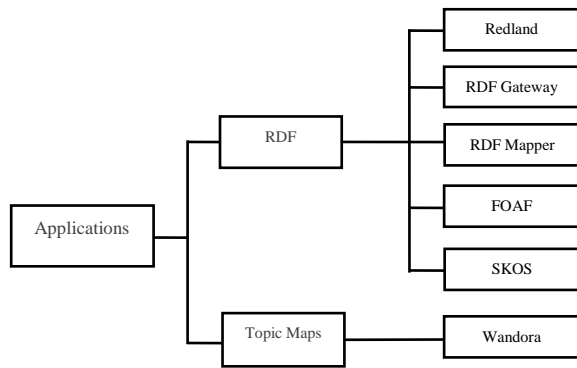 Redland
RDF Gateway
RDF
RDF Mapper
FOAF
Applications
SKOS
Topic Maps
Wandora